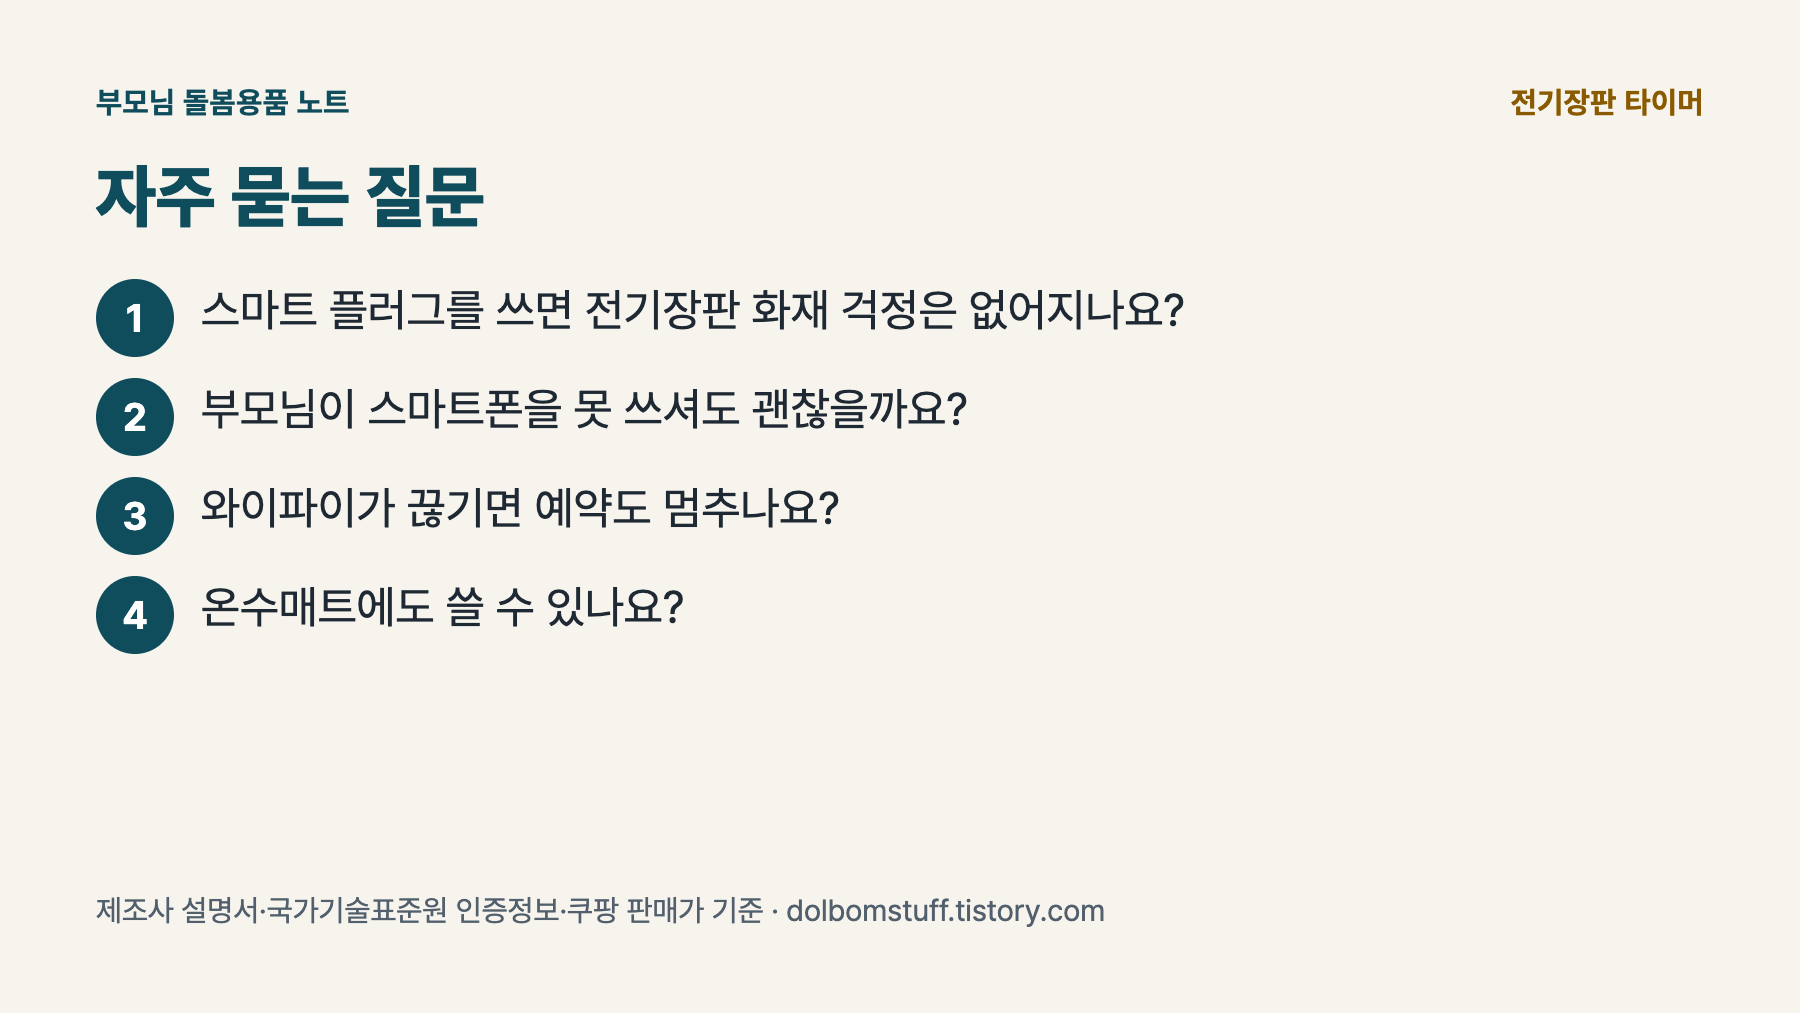 부모님 돌봄용품 노트
전기장판 타이머
자주 묻는 질문
1 스마트 플러그를 쓰면 전기장판 화재 걱정은 없어지나요?
2 부모님이 스마트폰을 못 쓰셔도 괜찮을까요?
3 와이파이가 끊기면 예약도 멈추나요?
4 온수매트에도 쓸 수 있나요?
제조사 설명서·국가기술표준원 인증정보·쿠팡 판매가 기준 · dolbomstuff.tistory.com